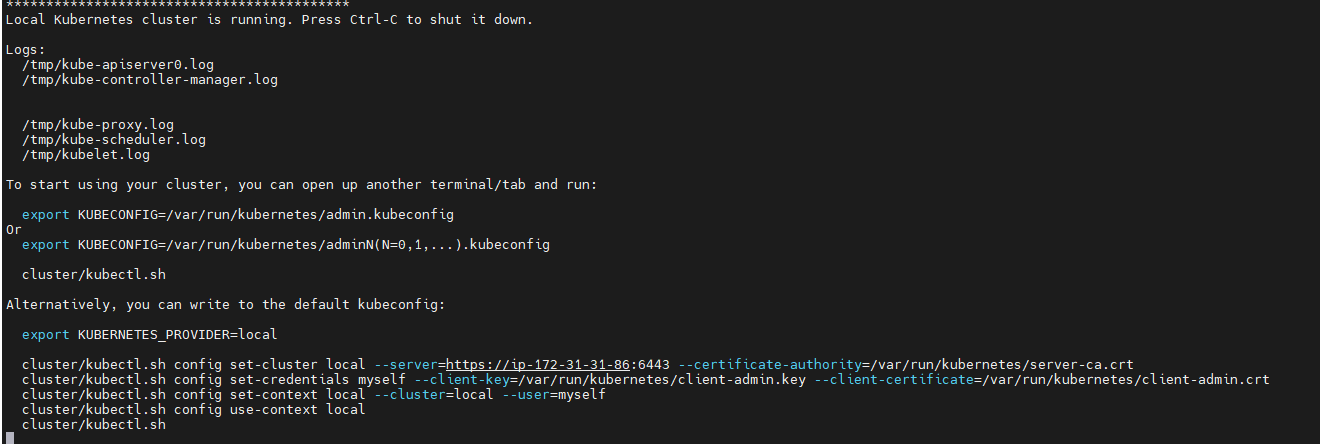 *******************************************
Local Kubernetes cluster is running. Press Ctrl-C to shut it down.
Logs:
/tmp/kube-apiserver0.log
/tmp/kube-controller-manager.log
/tmp/kube-proxy.log
/tmp/kube-scheduler.log
/tmp/kubelet.log
To start using your cluster, you can open up another terminal/tab and run:
export KUBECONFIG=/var/run/kubernetes/admin.kubeconfig
Or
export KUBECONFIG=/var/run/kubernetes/adminN(N=0,1,...).kubeconfig
cluster/kubectl.sh
Alternatively, you can write to the default kubeconfig:
export KUBERNETES_PROVIDER=local
cluster/kubectl.sh config set-cluster local --server=https://ip-172-31-31-86:6443 --certificate-authority=/var/run/kubernetes/server-ca.crt
cluster/kubectl.sh config set-credentials myself --client-key=/var/run/kubernetes/client-admin.key --client-certificate=/var/run/kubernetes/client-admin.crt
cluster/kubectl.sh config set-context local --cluster=local --user=myself
cluster/kubectl.sh config use-context local
cluster/kubectl.sh